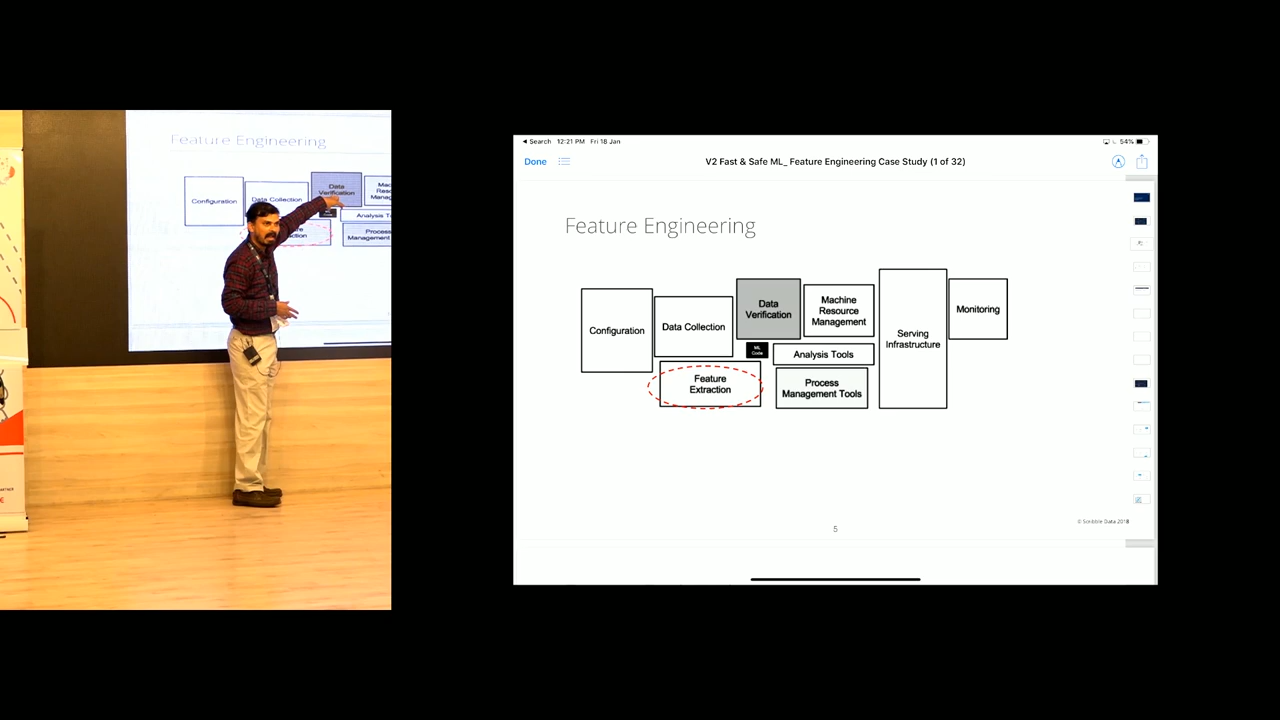 Feature Engineering
Configuration
Data Collection
Data
Verification
Analysis T
Process
Management
Search 12:21 PM Fri 18 Jan
54%
Done
V2 Fast & Safe ML_ Feature Engineering Case Study (1 of 32)
Feature Engineering
Configuration
Data Collection
Data
Verification
Machine
Resource
Management
Serving
Infrastructure
Monitoring
ML
Code
Analysis Tools
Feature
Extraction
Process
Management Tools
© Scribble Data 2018
5